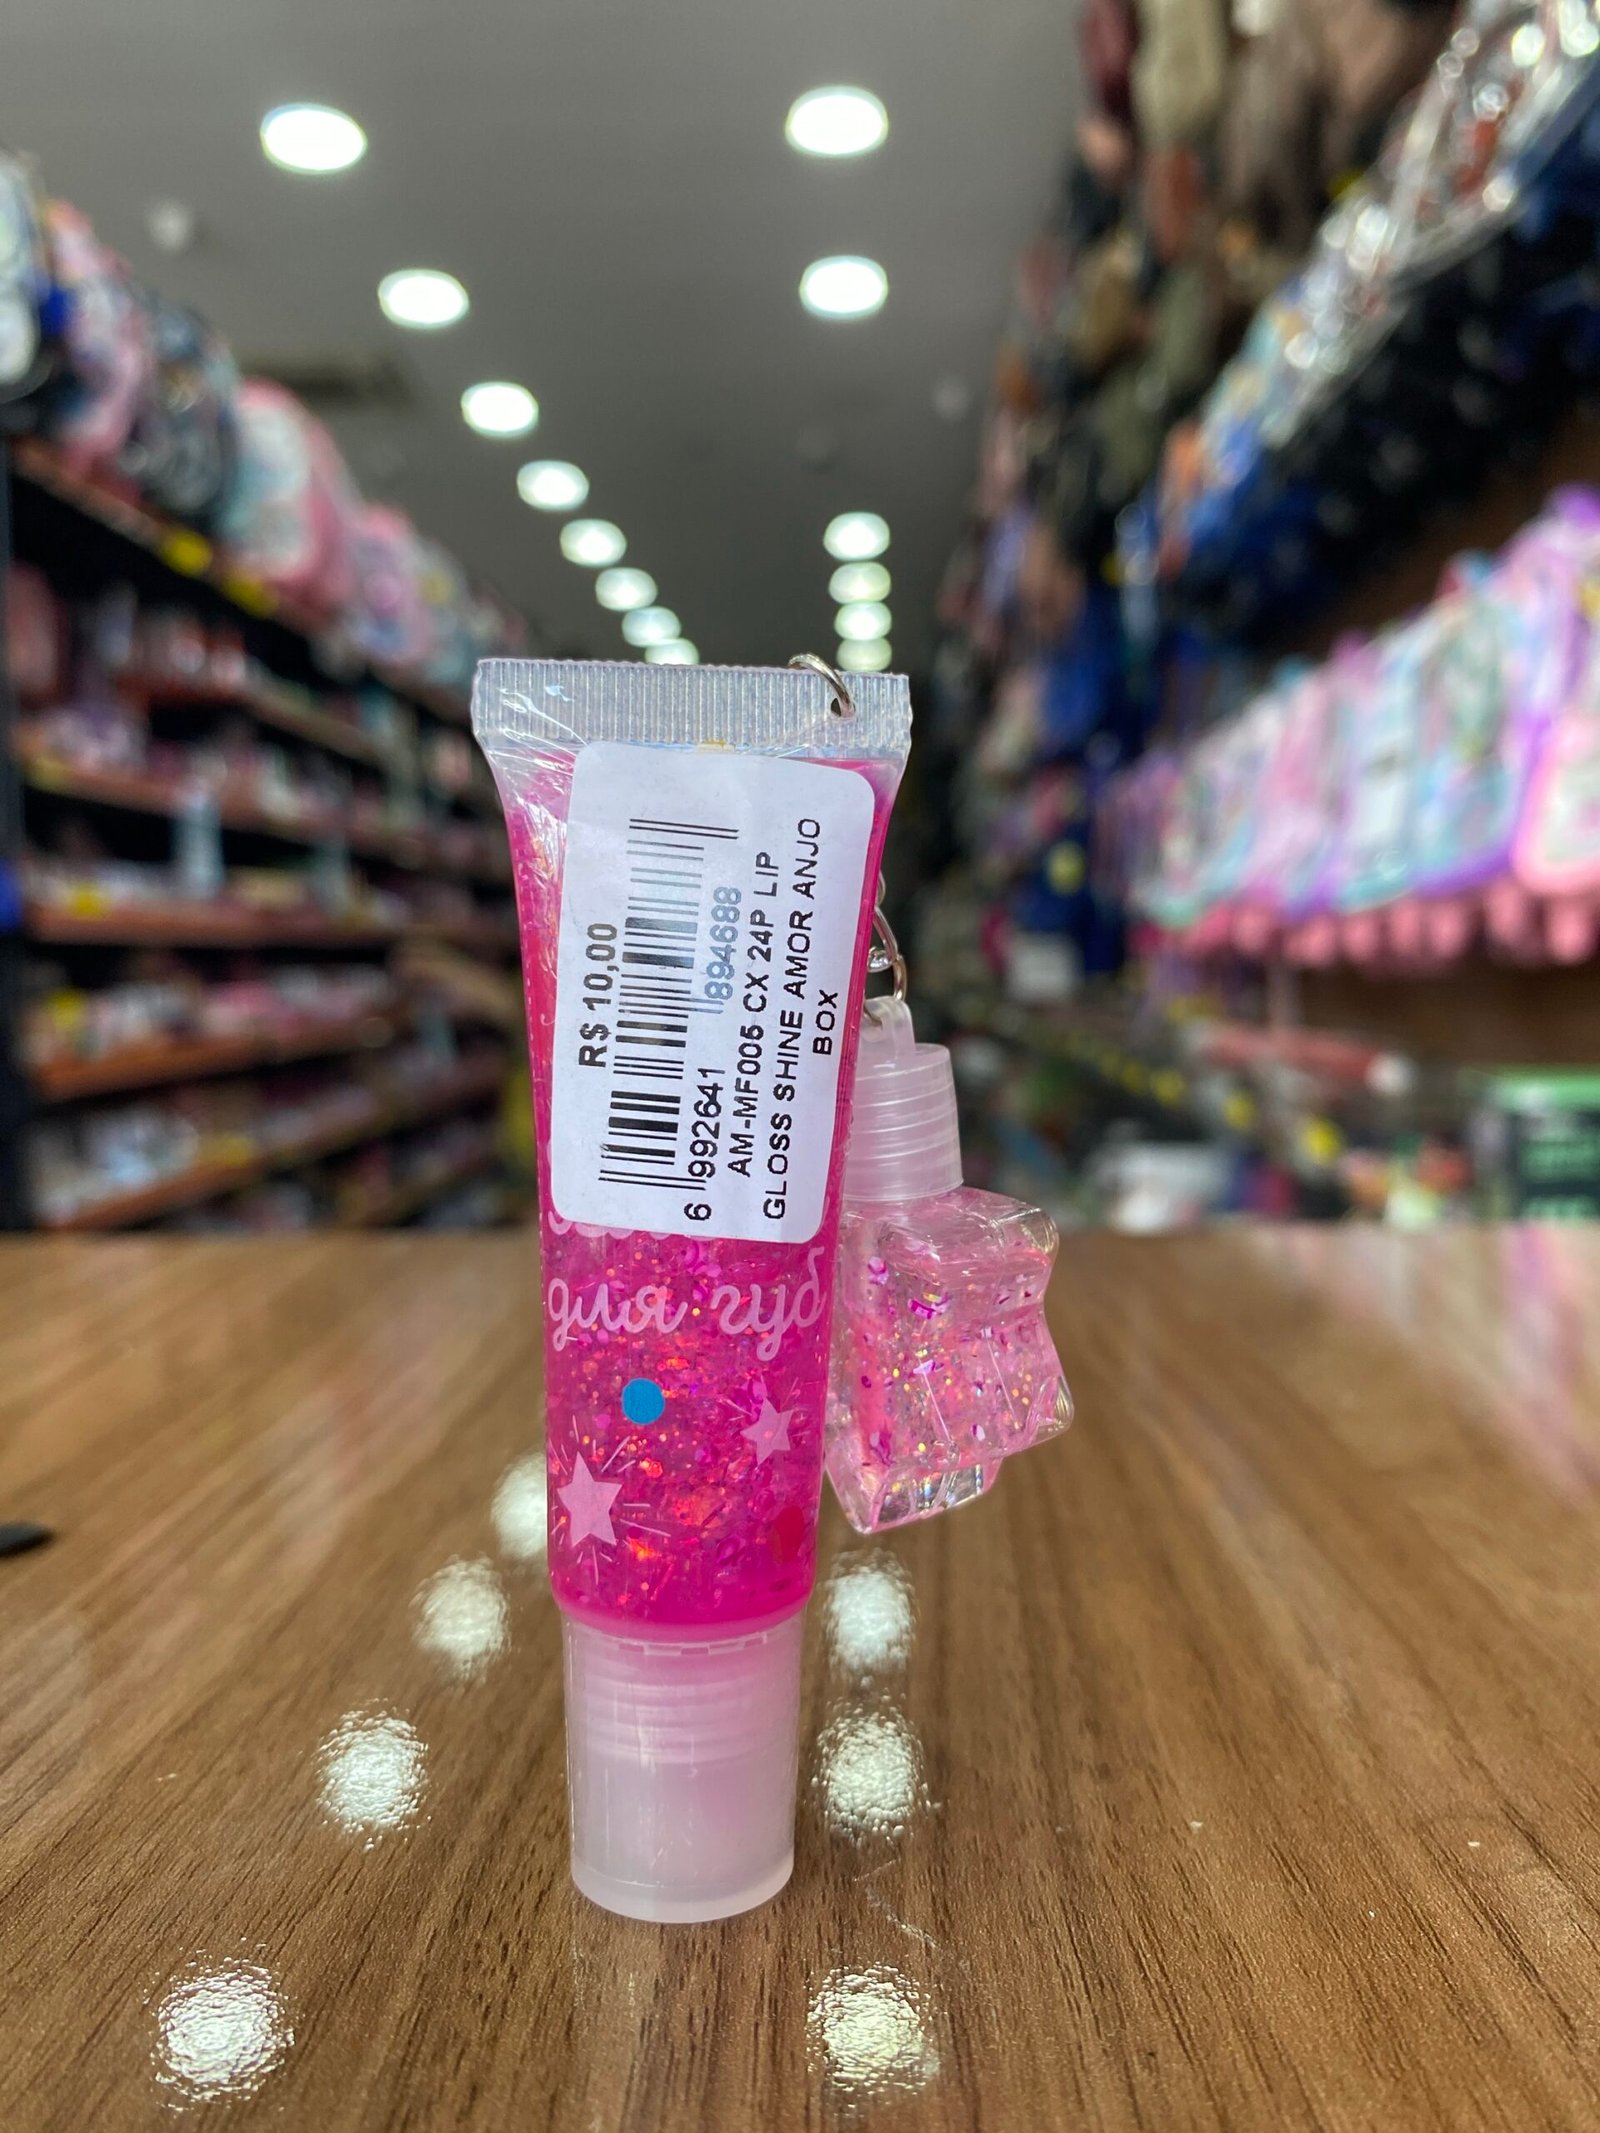 R$ 10,00
6 992641 894688
AM-MF005 CX 24P LIP
GLOSS SHINE AMOR ANJO
BOX
для губ